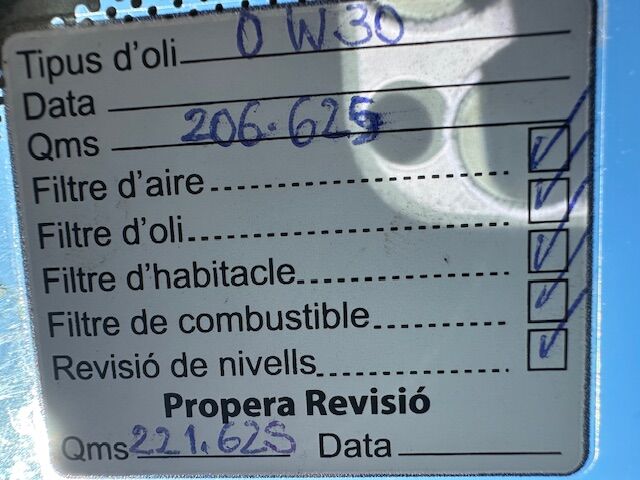 Tipus d'oli 0 W30
Data
Qms 206.625
Filtre d'aire
Filtre d'oli
Filtre d'habitacle
Filtre de combustible
Revisió de nivells
Propera Revisió
Qms 221.625 Data